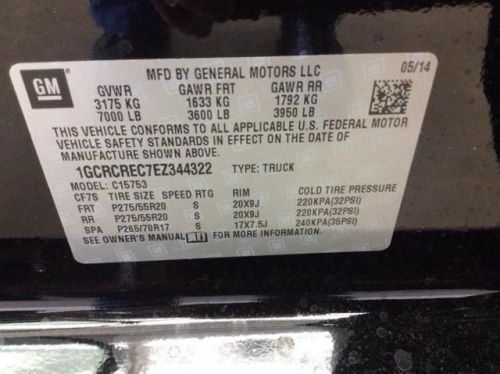 GM
MFD BY GENERAL MOTORS LLC
05/14
GVWR GAWR FRT GAWR RR
3175 KG 1633 KG 1792 KG
7000 LB 3600 LB 3950 LB
THIS VEHICLE CONFORMS TO ALL APPLICABLE U.S. FEDERAL MOTOR
VEHICLE SAFETY STANDARDS IN EFFECT ON THE DATE OF
MANUFACTURE SHOWN ABOVE.
1GCRCREC7EZ344322 TYPE: TRUCK
MODEL: C15753
CF7S TIRE SIZE SPEED RTG RIM COLD TIRE PRESSURE
FRT P275/55R20 S 20X9J 220KPA(32PSI)
RR P275/55R20 S 20X9J 220KPA(32PSI)
SPA P265/70R17 S 17X7.5J 240KPA(35PSI)
SEE OWNER'S MANUAL FOR MORE INFORMATION.